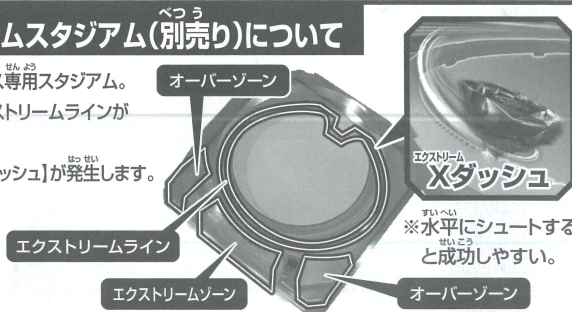 ムスタジアム(別売り)について
べつう
専用スタジアム。
せんよう
ストリームラインが
ッシュ】が発生します。
はっせい
オーバーゾーン
エクストリームライン
エクストリームゾーン
オーバーゾーン
エクストリーム
Xダッシュ
※水平にシュートする
すいへい
と成功しやすい。
せいこう